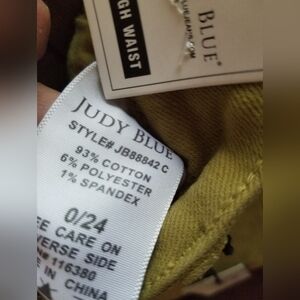 BLUE
GH WAIST
JUDY BLUE
STYLE# JB88842 C
93% COTTON
6% POLYESTER
1% SPANDEX
0/24
EE CARE ON
VERSE SIDE
# 116380
E IN CHINA